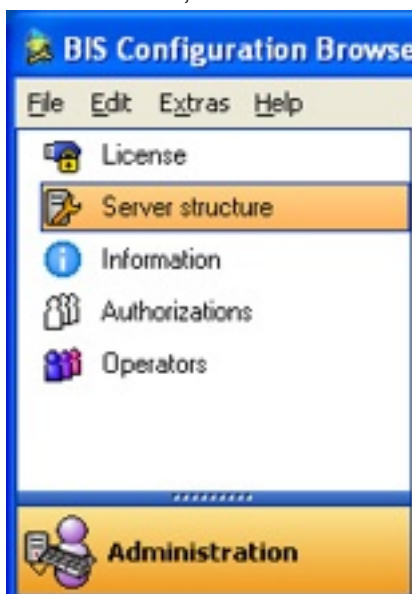 BIS Configuration Browse
File Edit Extras Help
License
Server structure
Information
Authorizations
Operators
Administration